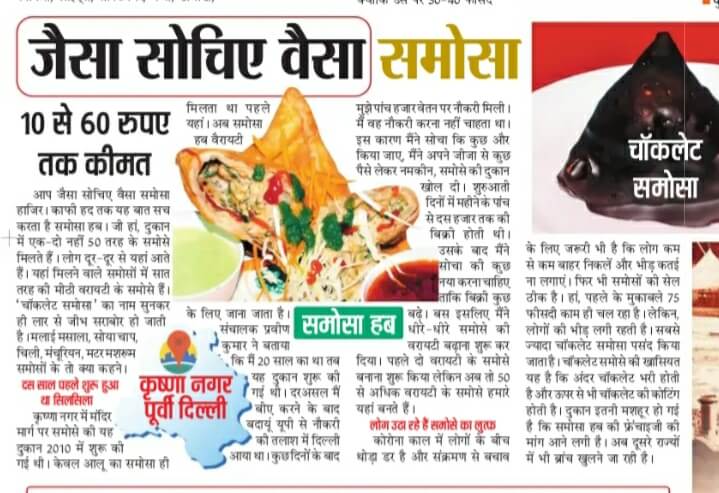 जैसा सोचिए वैसा समोसा
10 से 60 रुपए
तक कीमत
आप जैसा सोचिए वैसा समोसा
हाजिर। काफी हद तक यह बात सच
करता है समोसा हब। जी हां, दुकान
में एक-दो नहीं 50 तरह के समोसे
मिलते हैं। लोग दूर-दूर से यहां आते
हैं। यहां मिलने वाले समोसों में सात
तरह की मीठी वरायटी के समोसे हैं।
'चॉकलेट समोसा' का नाम सुनकर
ही लार से जीभ सराबोर हो जाती
है।मलाई मसाला, सोया चाप,
चिली, मंचूरियन, मटर मशरूम
समोसों के तो क्या कहने।
दस साल पहले शुरू हुआ
था सिलसिला
कृष्णा नगर में मंदिर
मार्ग पर समोसे की यह
दुकान 2010 में शुरू की
गई थी। केवल आलू का समोसा ही
मिलता था पहले
यहां। अब समोसा
हब वैरायटी
के लिए जाना जाता है।
संचालक प्रवीण
कुमार ने बताया
कि मैं 20 साल का था तब
यह दुकान शुरू की
गई थी। दरअसल मैं
बीए करने के बाद
बदायूं यूपी से नौकरी
की तलाश में दिल्ली
आया था। कुछ दिनों के बाद
कृष्णा नगर
पूर्वी दिल्ली
समोसा हब
मुझे पांच हजार वेतन पर नौकरी मिली।
मैं वह नौकरी करना नहीं चाहता था।
इस कारण मैंने सोचा कि कुछ और
किया जाए, मैंने अपने जीजा से कुछ
पैसे लेकर नमकीन, समोसे की दुकान
खोल दी। शुरुआती
दिनों में महीने के पांच
से दस हजार तक की
बिक्री होती थी।
उसके बाद मैंने
सोचा की कुछ
नया करना चाहिए
ताकि बिक्री कुछ
बढ़े। बस इसलिए मैंने
धीरे-धीरे समोसे की
वरायटी बढ़ाना शुरू कर
दिया। पहले दो वरायटी के समोसे
बनाना शुरू किया लेकिन अब तो 50
से अधिक वरायटी के समोसे हमारे
यहां बनते हैं।
लोग उठा रहे हैं समोसे का लुत्फ
कोरोना काल में लोगों के बीच
थोड़ा डर है और संक्रमण से बचाव
चॉकलेट
समोसा
के लिए जरूरी भी है कि लोग कम
से कम बाहर निकलें और भीड़ कतई
ना लगाएं। फिर भी समोसों की सेल
ठीक है। हां, पहले के मुकाबले 75
फीसदी काम ही चल रहा है। लेकिन,
लोगों की भीड़ लगी रहती है। सबसे
ज्यादा चॉकलेट समोसा पसंद किया
जाता है। चॉकलेट समोसे की खासियत
यह है कि अंदर चॉकलेट भरी होती
है और ऊपर से भी चॉकलेट की कोटिंग
होती है। दुकान इतनी मशहूर हो गई
है कि समोसा हब की फ्रेंचाइजी की
मांग आने लगी है। अब दूसरे राज्यों
में भी ब्रांच खुलने जा रही है।